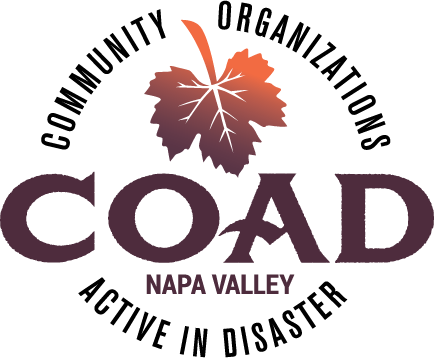 COMMUNITY ORGANIZATIONS
COAD
NAPA VALLEY
ACTIVE IN DISASTER